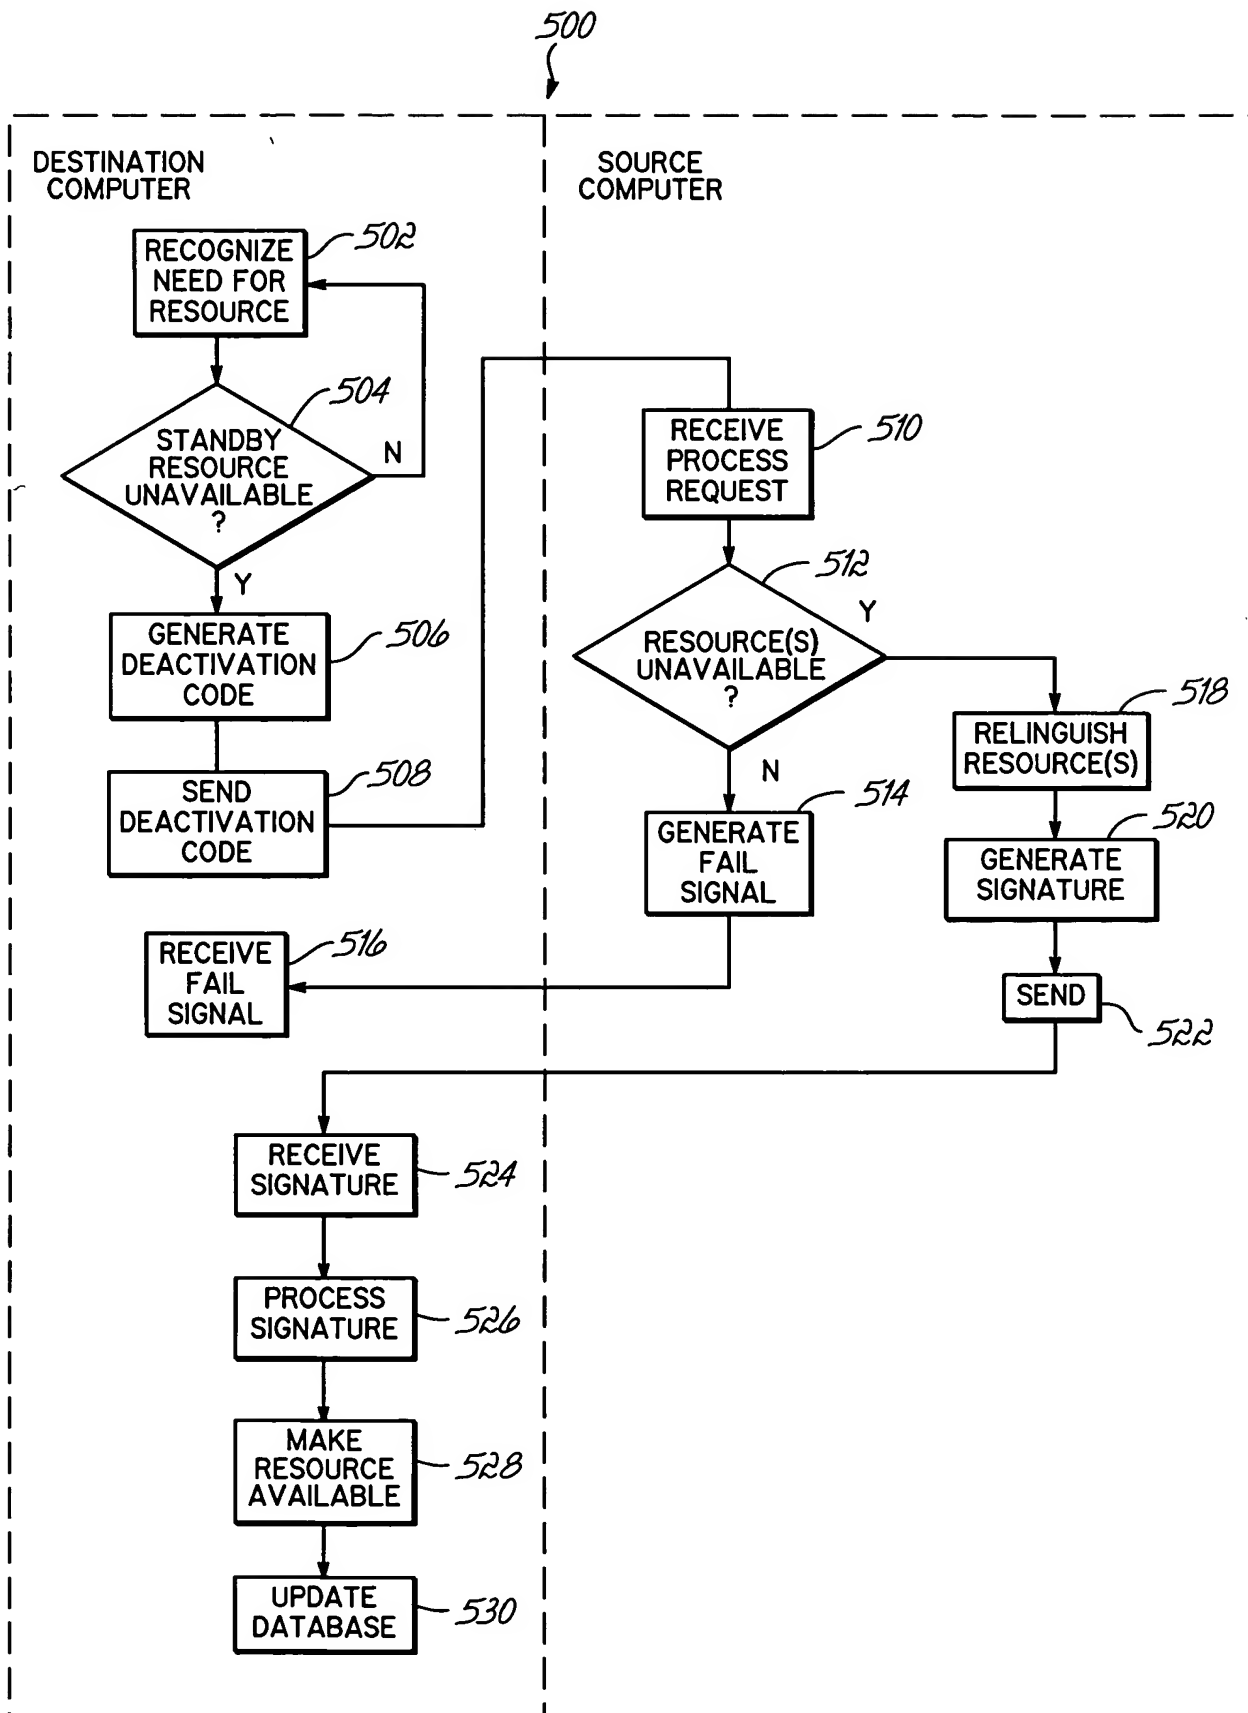 500
DESTINATION
COMPUTER
SOURCE
COMPUTER
RECOGNIZE
NEED FOR
RESOURCE
502
STANDBY
RESOURCE
UNAVAILABLE
?
504
N
Y
GENERATE
DEACTIVATION
CODE
506
SEND
DEACTIVATION
CODE
508
RECEIVE
PROCESS
REQUEST
510
RESOURCE(S)
UNAVAILABLE
?
512
Y
N
GENERATE
FAIL
SIGNAL
514
RECEIVE
FAIL
SIGNAL
516
RELINGUISH
RESOURCE(S)
518
GENERATE
SIGNATURE
520
SEND
522
RECEIVE
SIGNATURE
524
PROCESS
SIGNATURE
526
MAKE
RESOURCE
AVAILABLE
528
UPDATE
DATABASE
530